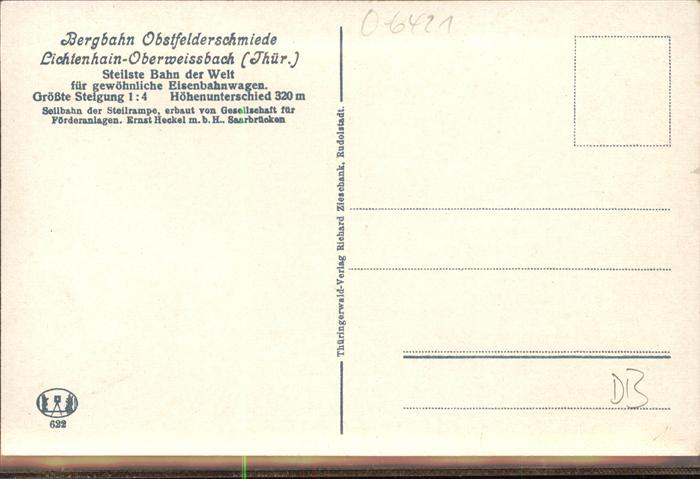 O-6421
Bergbahn Obstfelderschmiede
Lichtenhain-Oberweissbach (Thür.)
Steilste Bahn der Welt
für gewöhnliche Eisenbahnwagen.
Größte Steigung 1:4 Höhenunterschied 320 m
Seilbahn der Steilrampe, erbaut von Gesellschaft für
Förderanlagen. Ernst Heckel m. b. H.. Saarbrücken
Thüringerwald-Verlag Richard Zieschank, Rudolstadt.
622
DB